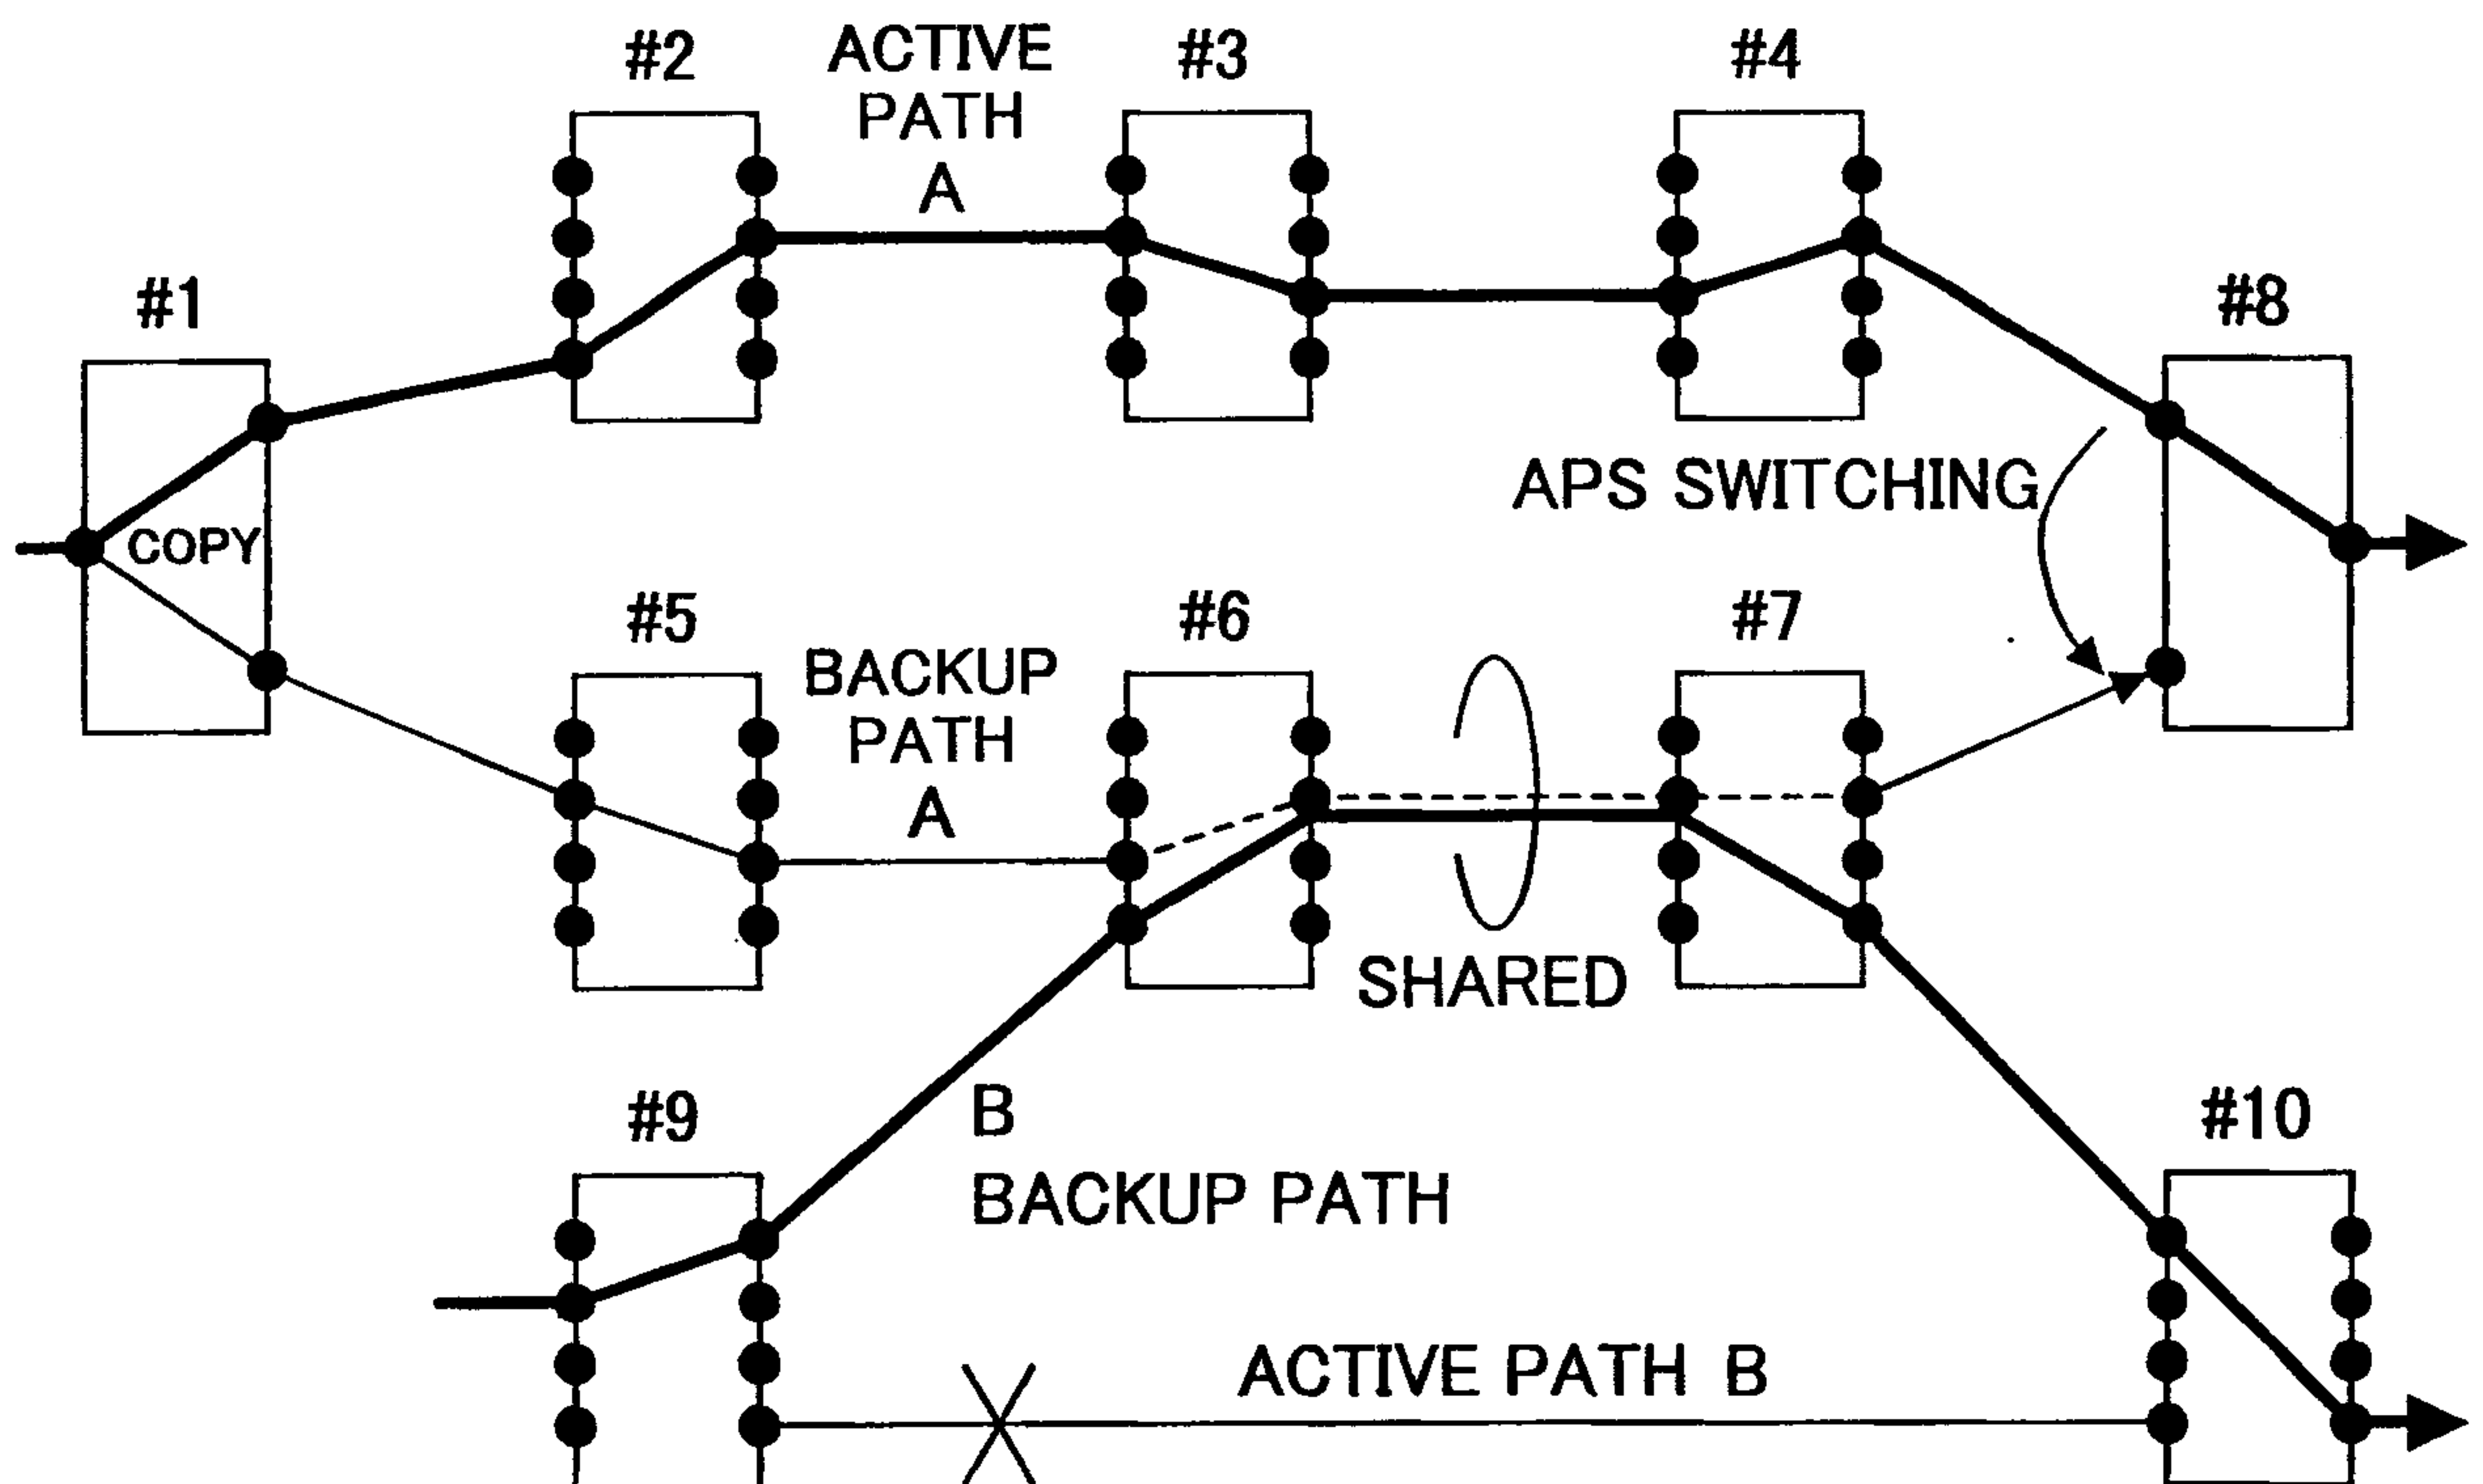 #2
ACTIVE
PATH
A
#3
#4
#1
#8
COPY
APS SWITCHING
#5
BACKUP
PATH
A
#6
#7
SHARED
#9
B
BACKUP PATH
#10
ACTIVE PATH B